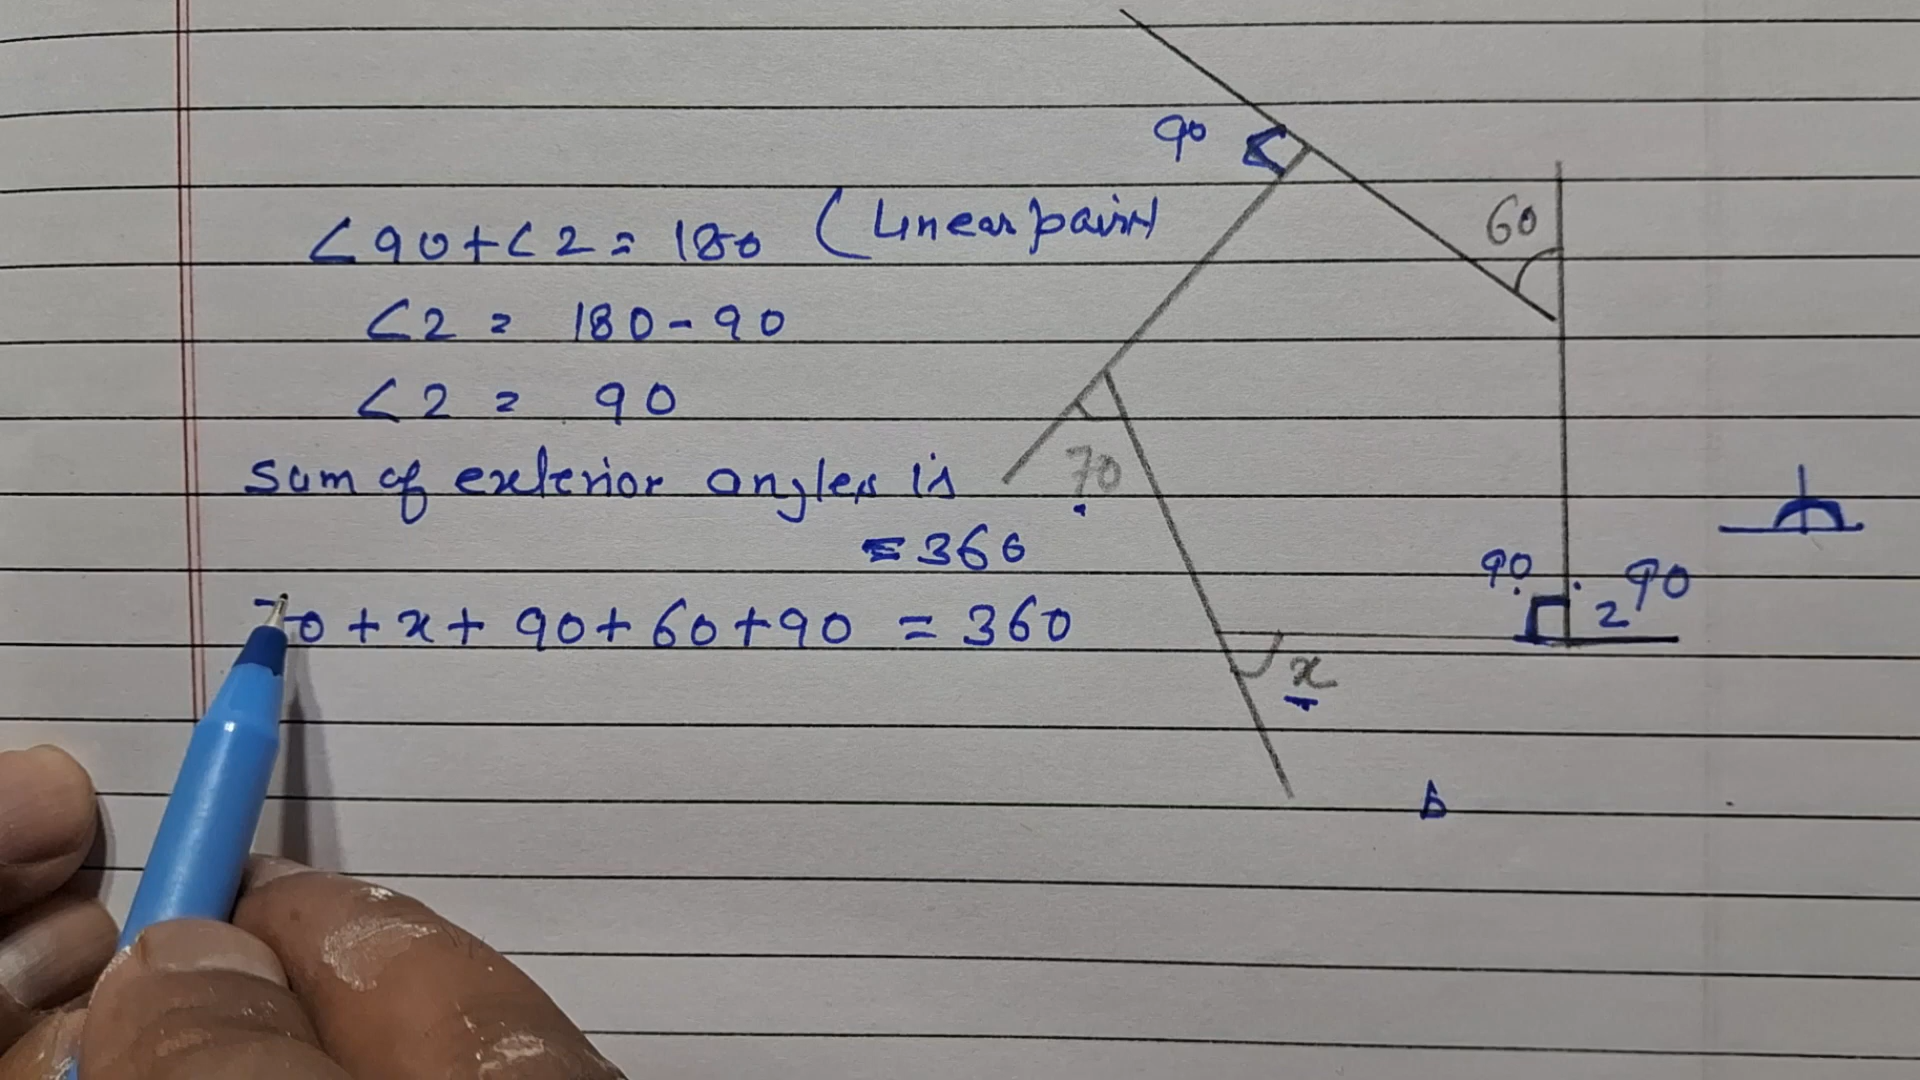 ∠90+∠2 = 180 (Linear pair)
∠2 = 180-90
∠2 = 90
Sum of exterior angles is
= 360
70 + x + 90 + 60 + 90 = 360
90
60
70
90
2 90
x